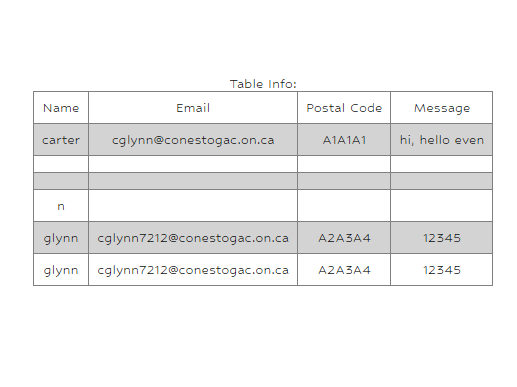 Table Info:
Name Email Postal Code Message
carter cglynn@conestogac.on.ca A1A1A1 hi, hello even
n
glynn cglynn7212@conestogac.on.ca A2A3A4 12345
glynn cglynn7212@conestogac.on.ca A2A3A4 12345